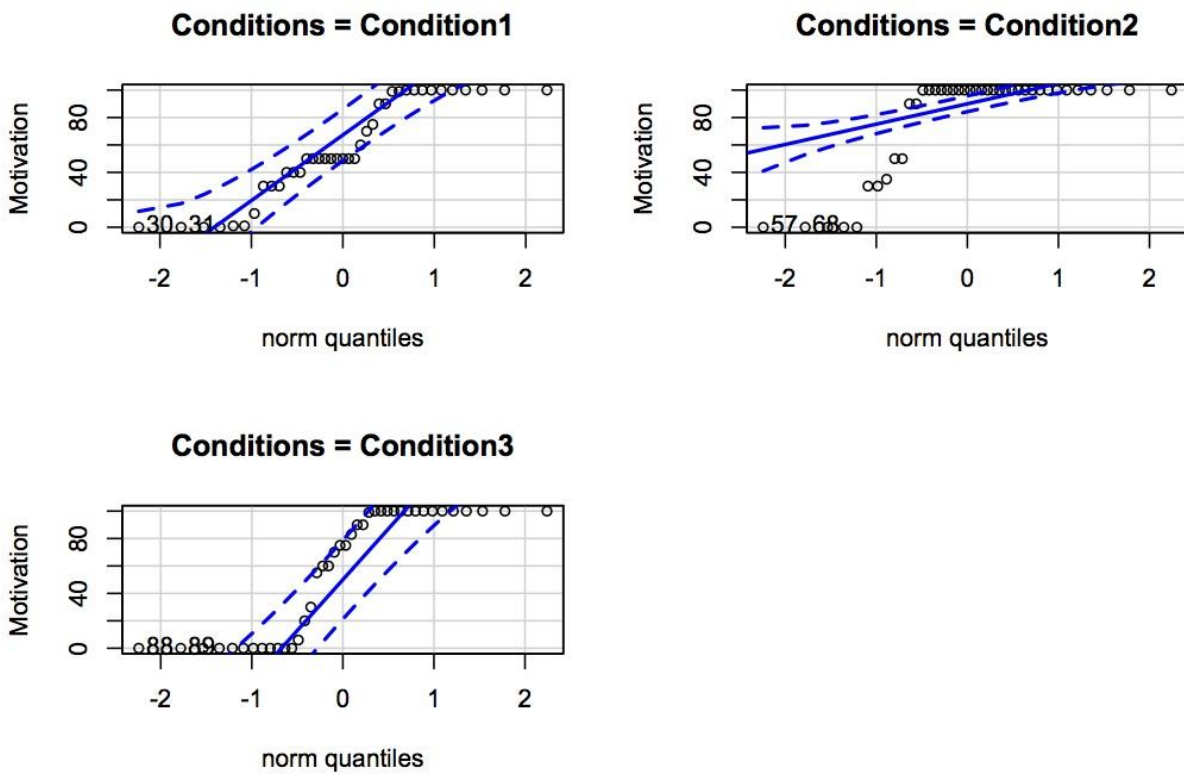 Conditions = Condition1
Motivation
80
40
0
30 31
-2 -1 0 1 2
norm quantiles
Conditions = Condition2
Motivation
80
40
0
57 68
-2 -1 0 1 2
norm quantiles
Conditions = Condition3
Motivation
80
40
0
88 89
-2 -1 0 1 2
norm quantiles